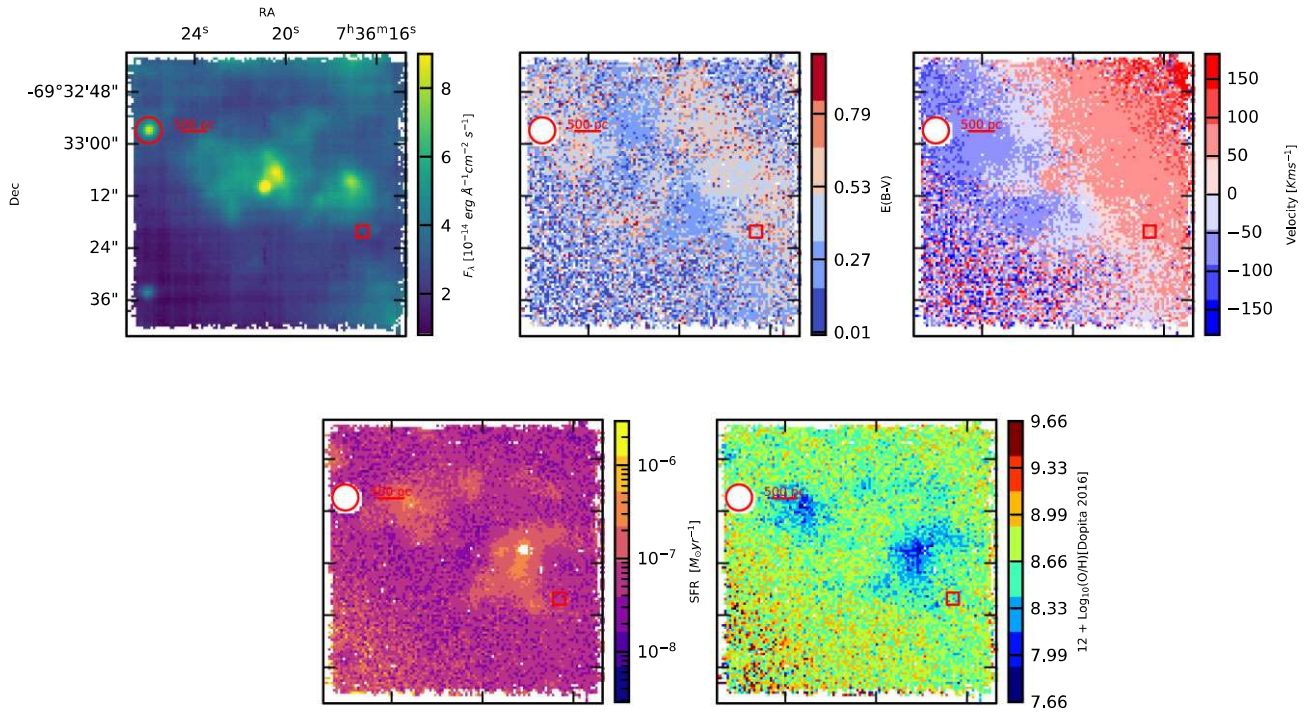 RA
24ˢ 20ˢ 7ʰ36ᵐ16ˢ
-69°32'48"
33'00"
12"
24"
36"
Dec
500 pc
8
6
4
2
F_λ [10⁻¹⁴ erg Å⁻¹cm⁻² s⁻¹]
500 pc
0.79
0.53
0.27
0.01
E(B-V)
500 pc
150
100
50
0
−50
−100
−150
Velocity [Kms⁻¹]
500 pc
10⁻⁶
10⁻⁷
10⁻⁸
SFR [M⊙yr⁻¹]
500 pc
9.66
9.33
8.99
8.66
8.33
7.99
7.66
12 + Log₁₀(O/H)[Dopita 2016]